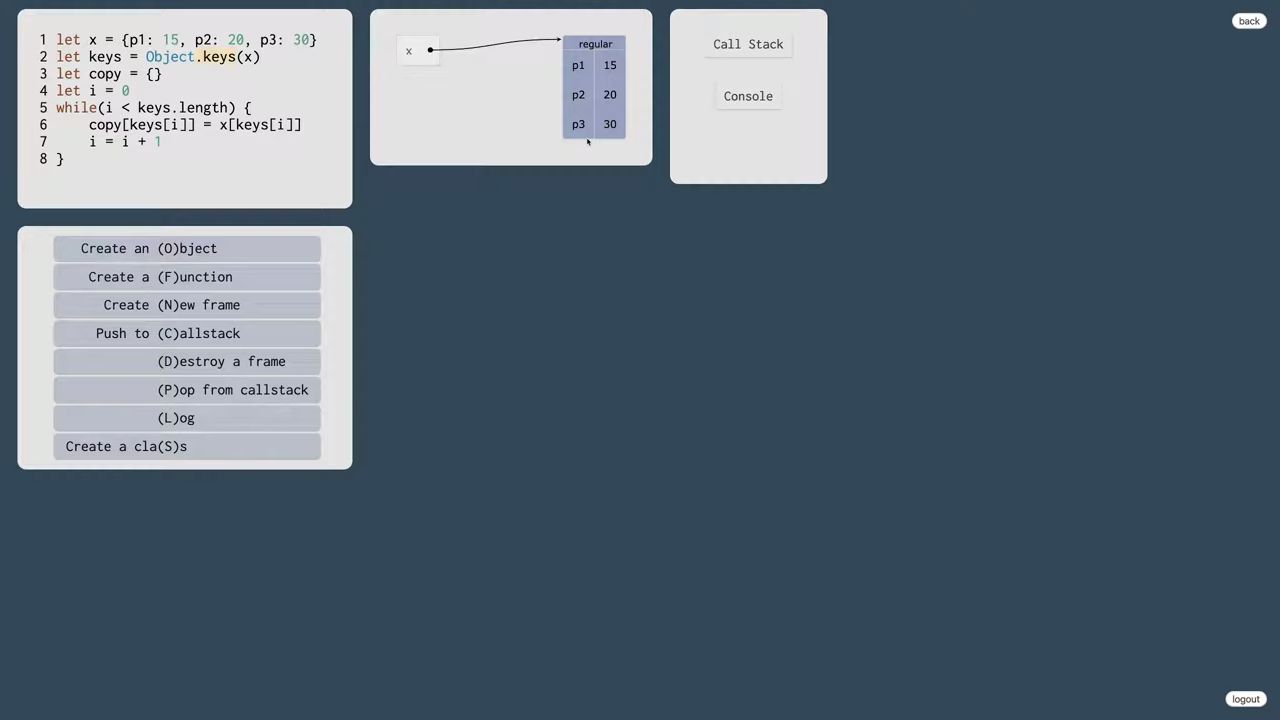 1 let x = {p1: 15, p2: 20, p3: 30}
2 let keys = Object.keys(x)
3 let copy = {}
4 let i = 0
5 while(i < keys.length) {
6     copy[keys[i]] = x[keys[i]]
7     i = i + 1
8 }
x
regular
p1 15
p2 20
p3 30
Call Stack
Console
back
Create an (O)bject
Create a (F)unction
Create (N)ew frame
Push to (C)allstack
(D)estroy a frame
(P)op from callstack
(L)og
Create a cla(S)s
logout